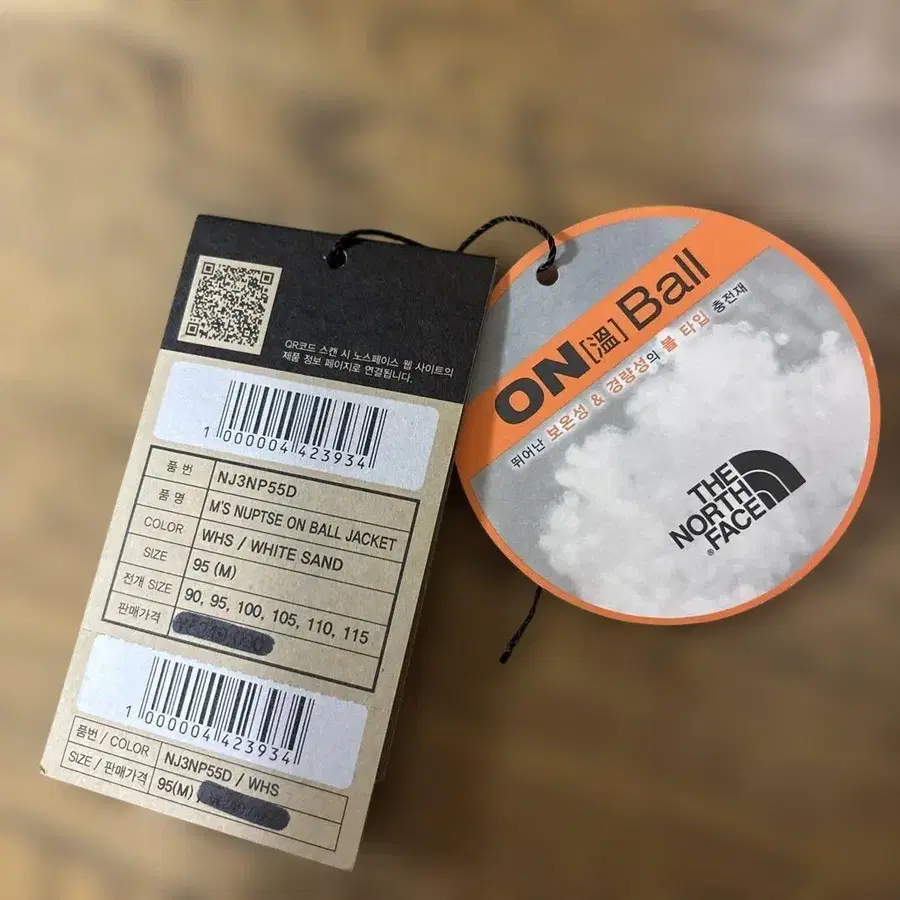 QR코드 스캔 시 노스페이스 웹 사이트의
제품 정보 페이지로 연결됩니다.
1 000004 423934
품 번 NJ3NP55D
품 명 M'S NUPTSE ON BALL JACKET
COLOR WHS / WHITE SAND
SIZE 95 (M)
전개 SIZE 90, 95, 100, 105, 110, 115
판매가격
1 000004 423934
품번 / COLOR NJ3NP55D / WHS
SIZE / 판매가격 95(M) /
ON[溫] Ball
뛰어난 보온성 & 경량성의 볼 타입 충전재
THE
NORTH
FACE®